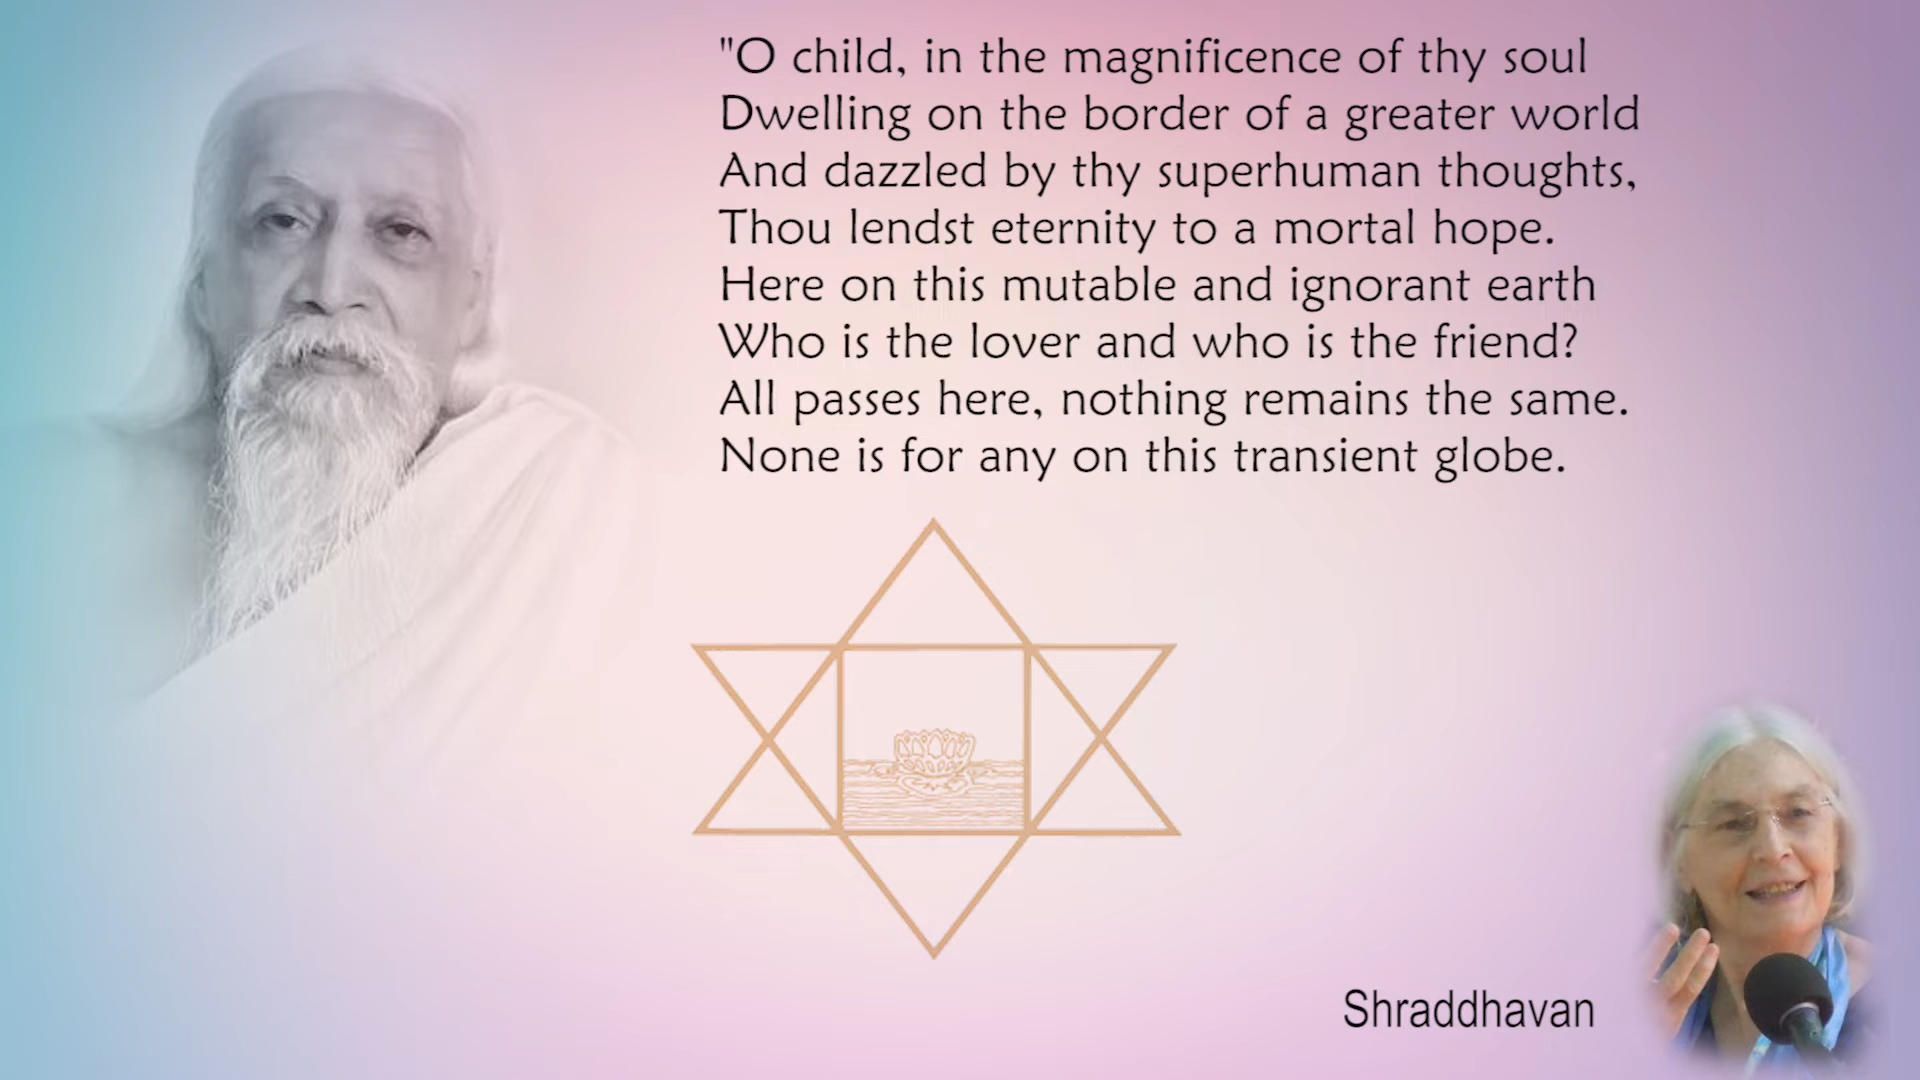 "O child, in the magnificence of thy soul
Dwelling on the border of a greater world
And dazzled by thy superhuman thoughts,
Thou lendst eternity to a mortal hope.
Here on this mutable and ignorant earth
Who is the lover and who is the friend?
All passes here, nothing remains the same.
None is for any on this transient globe.
Shraddhavan